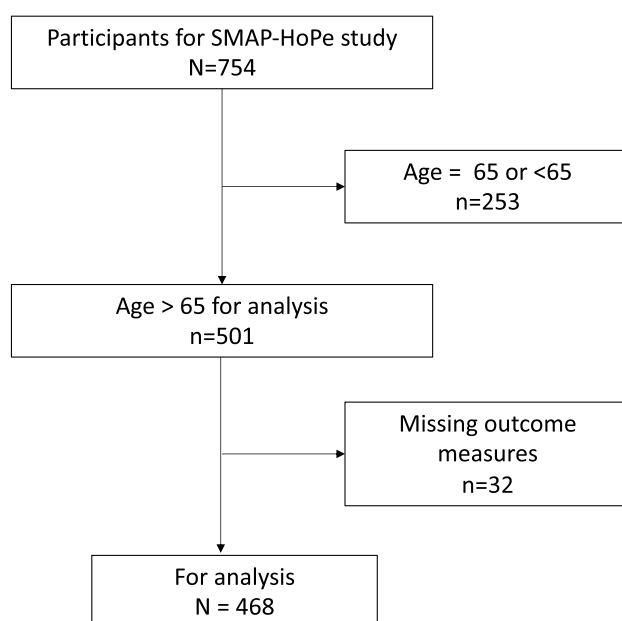 Participants for SMAP-HoPe study
N=754
Age = 65 or <65
n=253
Age > 65 for analysis
n=501
Missing outcome
measures
n=32
For analysis
N = 468